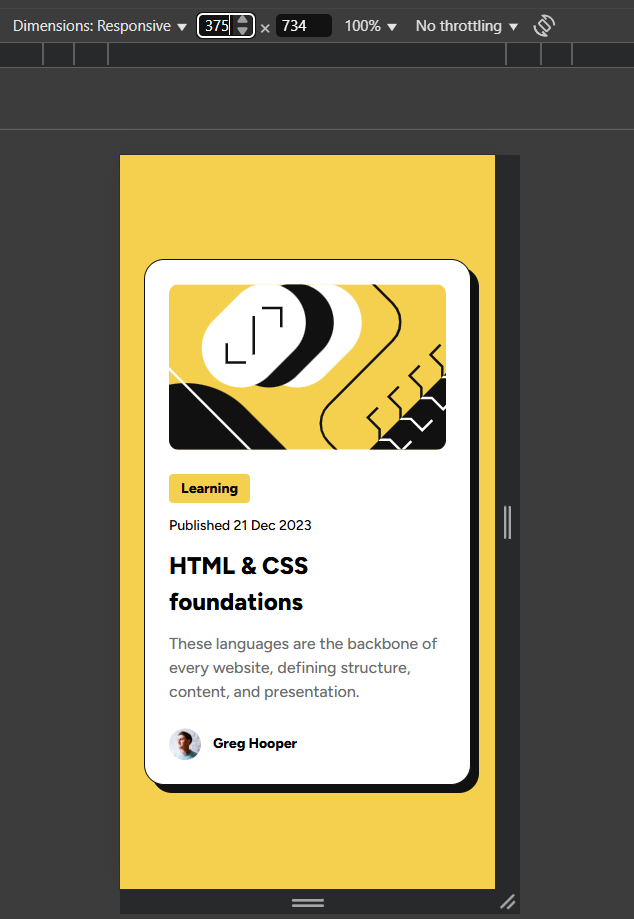 Dimensions: Responsive ▼ 375 × 734 100% ▼ No throttling ▼
Learning
Published 21 Dec 2023
HTML & CSS
foundations
These languages are the backbone of
every website, defining structure,
content, and presentation.
Greg Hooper